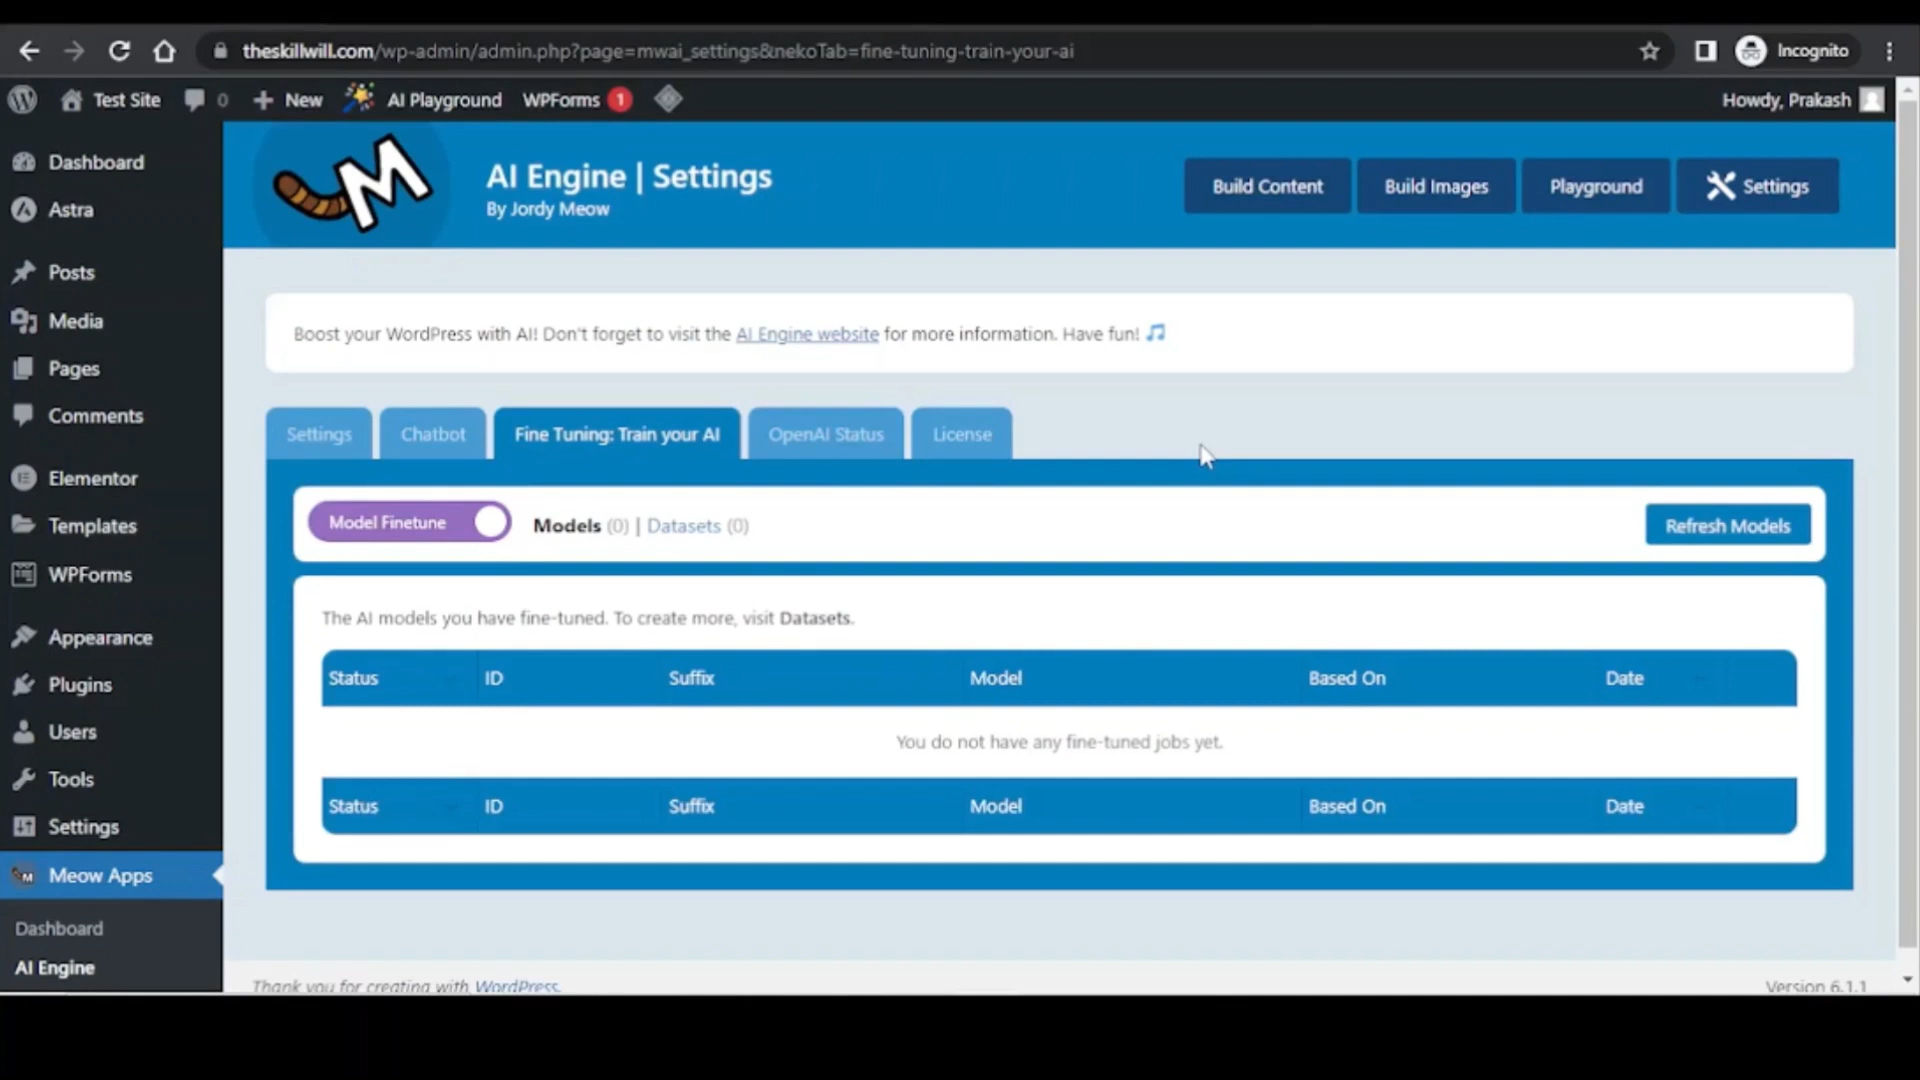 theskillwill.com/wp-admin/admin.php?page=mwai_settings&nekoTab=fine-tuning-train-your-ai
Incognito
Test Site
0
New
AI Playground
WPForms
1
Howdy, Prakash
Dashboard
Astra
Posts
Media
Pages
Comments
Elementor
Templates
WPForms
Appearance
Plugins
Users
Tools
Settings
M
Meow Apps
Dashboard
AI Engine
M
AI Engine | Settings
By Jordy Meow
Build Content
Build Images
Playground
Settings
Boost your WordPress with AI! Don't forget to visit the AI Engine website for more information. Have fun!
Settings
Chatbot
Fine Tuning: Train your AI
OpenAI Status
License
Model Finetune
Models (0) | Datasets (0)
Refresh Models
The AI models you have fine-tuned. To create more, visit Datasets.
Status ID Suffix Model Based On Date
You do not have any fine-tuned jobs yet.
Status ID Suffix Model Based On Date
Thank you for creating with WordPress.
Version 6.1.1